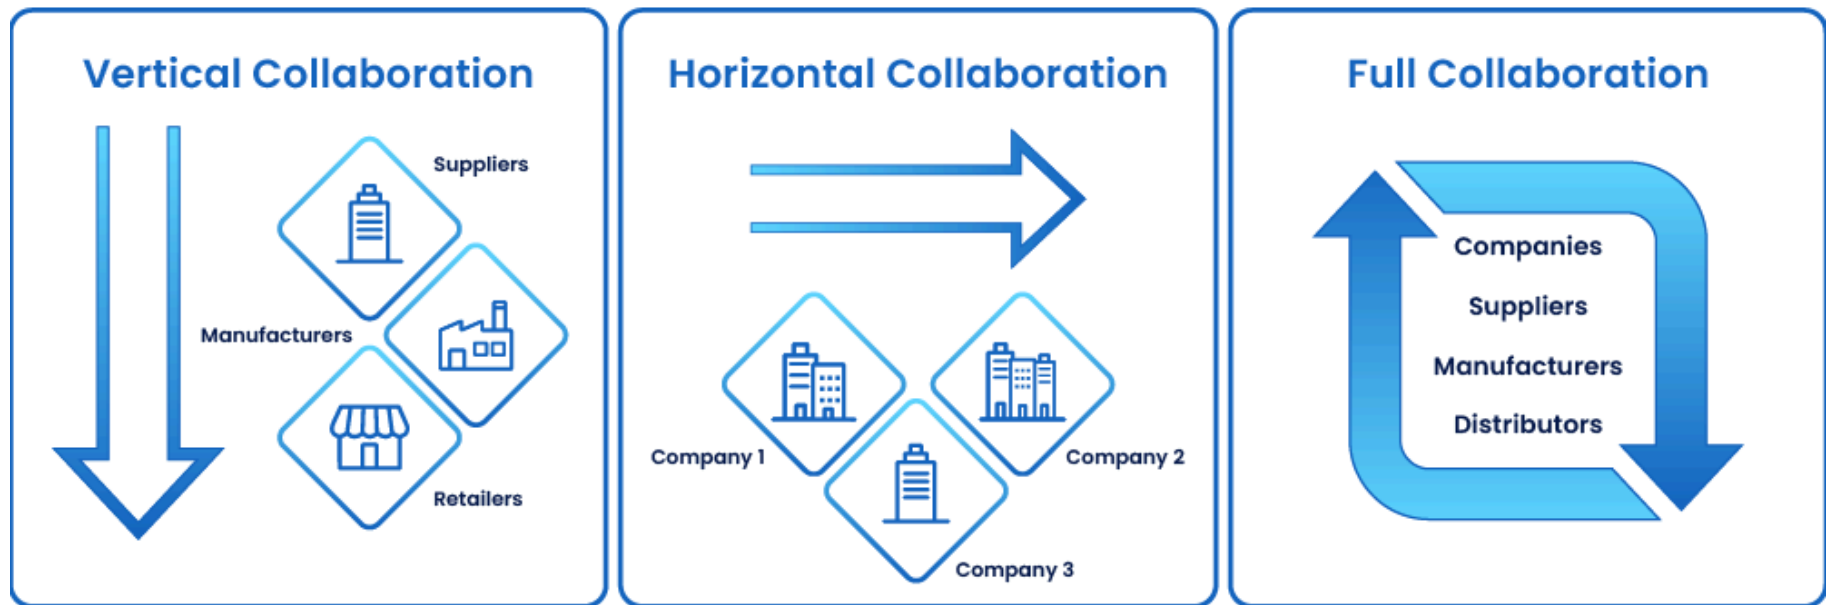 Vertical Collaboration
Suppliers
Manufacturers
Retailers
Horizontal Collaboration
Company 1
Company 2
Company 3
Full Collaboration
Companies
Suppliers
Manufacturers
Distributors